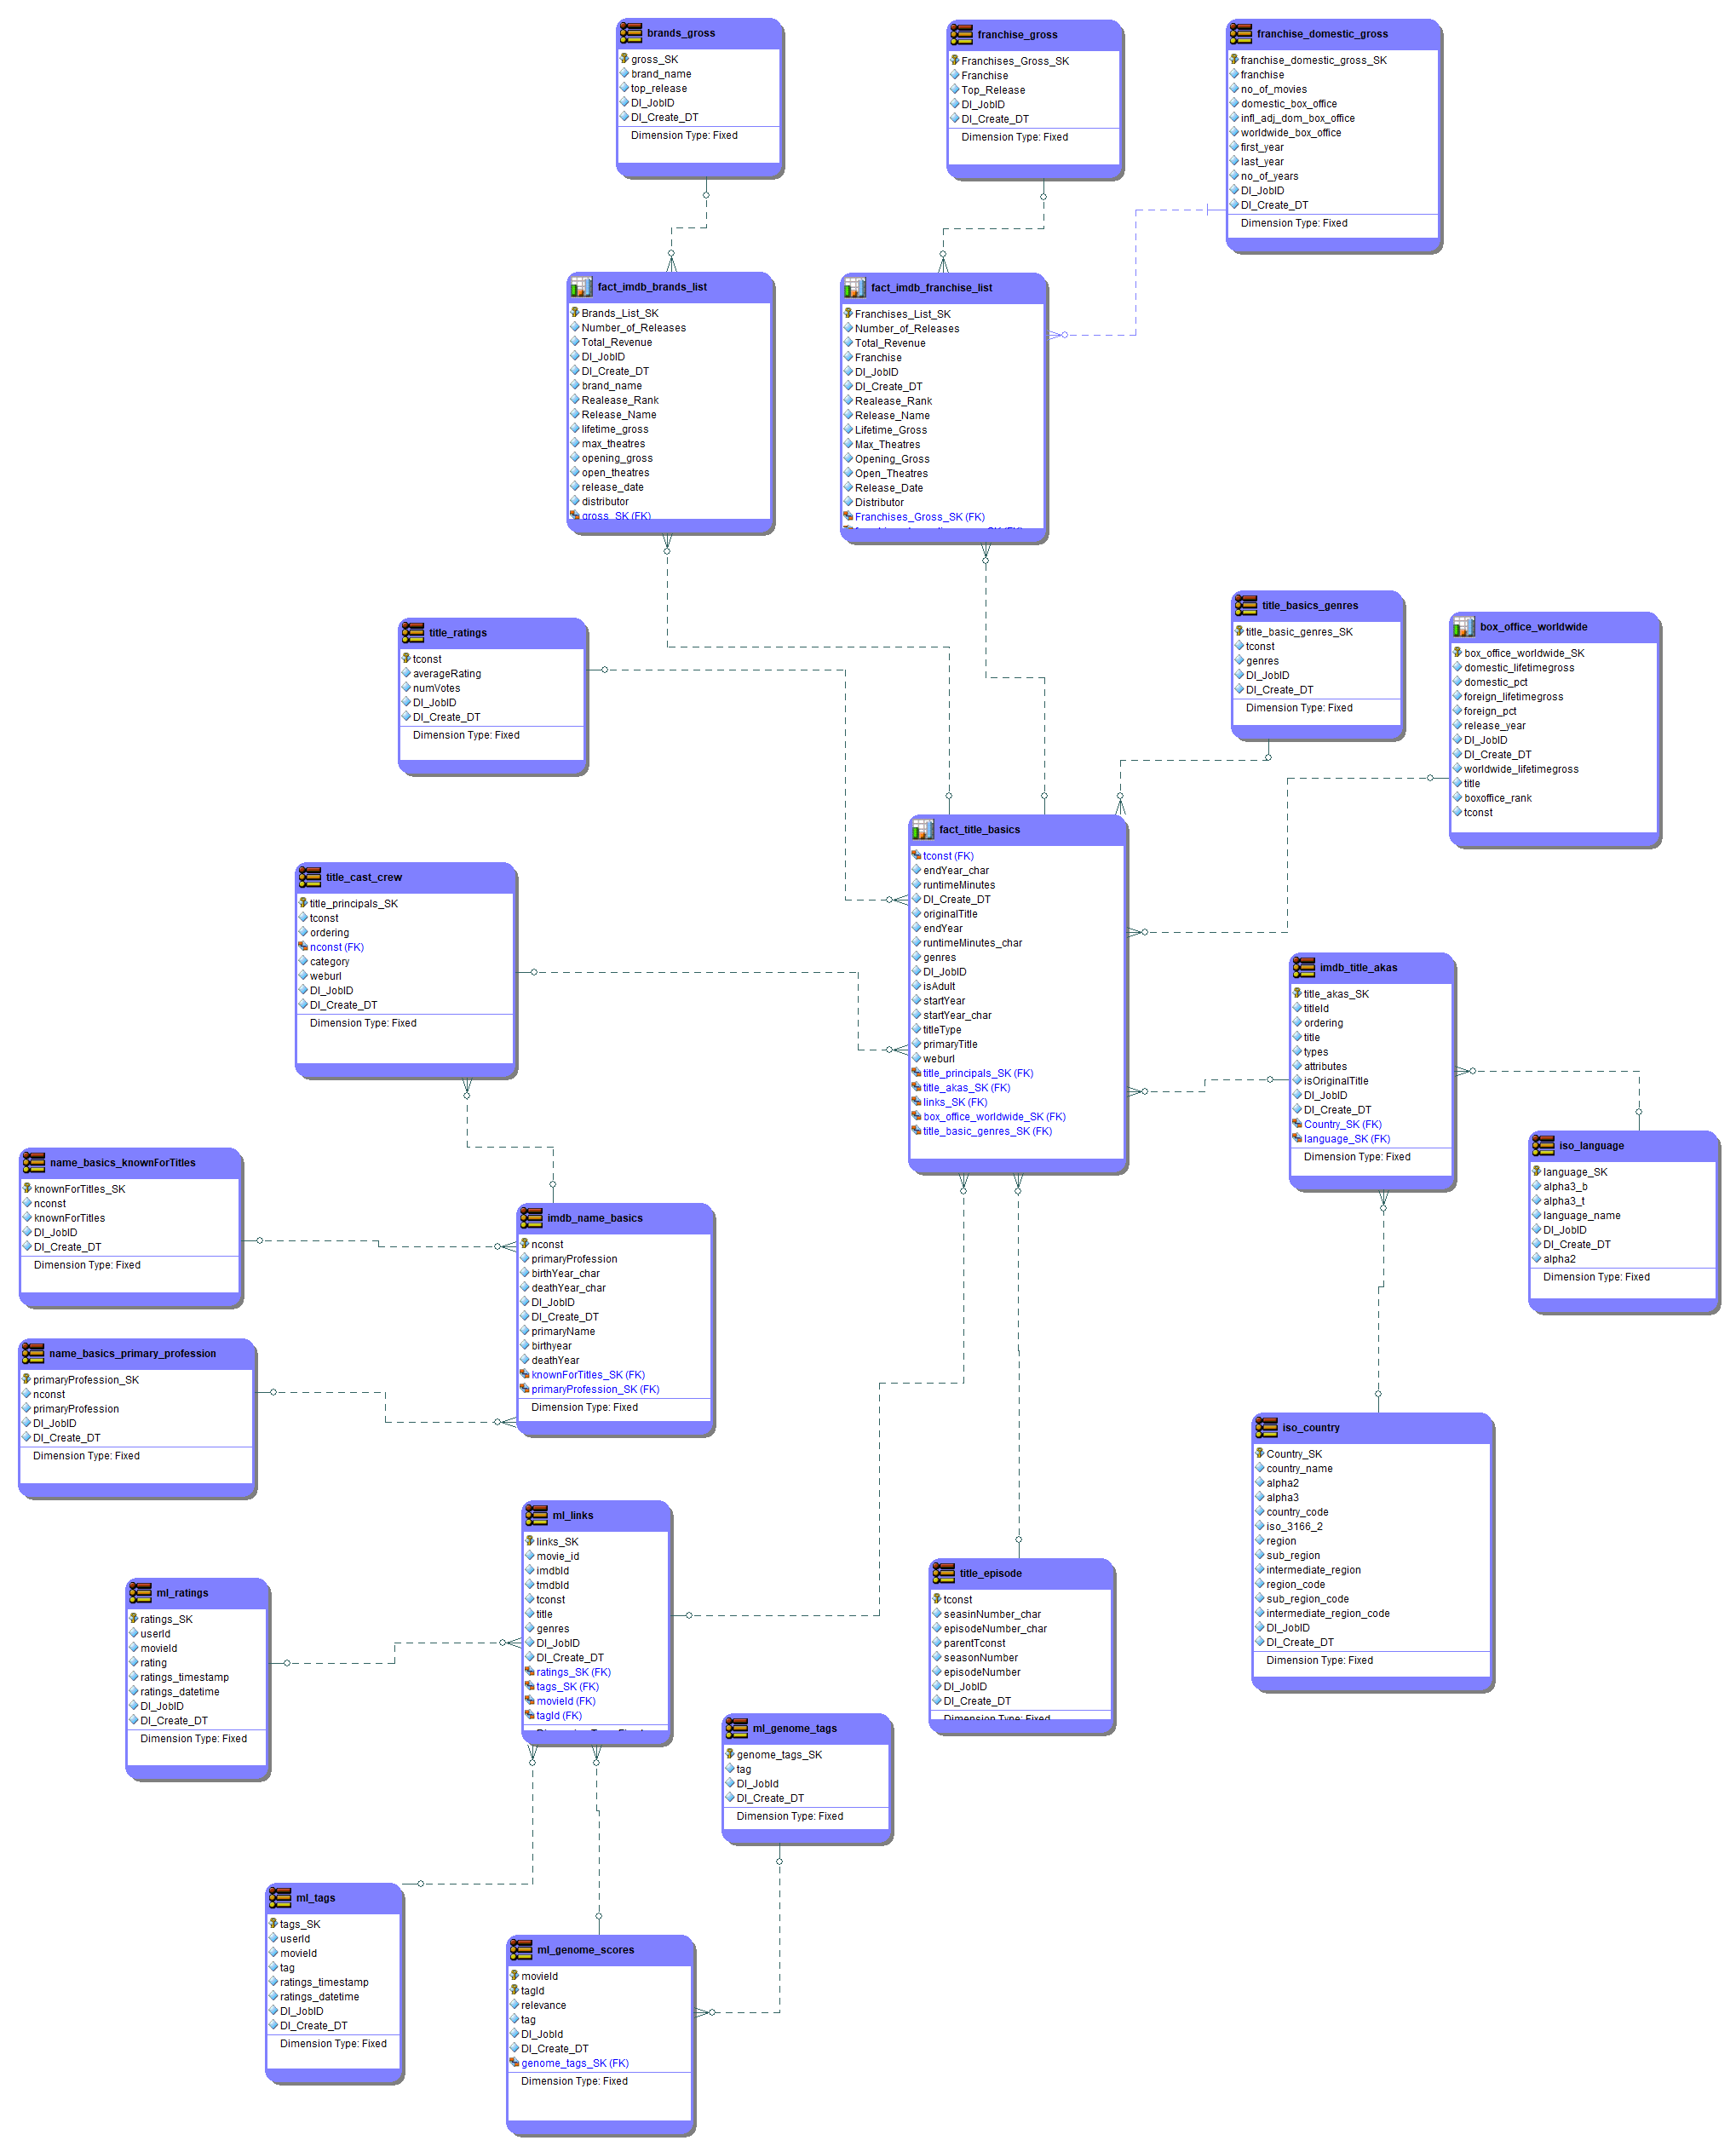 brands_gross
gross_SK
brand_name
top_release
DI_JobID
DI_Create_DT
Dimension Type: Fixed
franchise_gross
Franchises_Gross_SK
Franchise
Top_Release
DI_JobID
DI_Create_DT
Dimension Type: Fixed
franchise_domestic_gross
franchise_domestic_gross_SK
franchise
no_of_movies
domestic_box_office
infl_adj_dom_box_office
worldwide_box_office
first_year
last_year
no_of_years
DI_JobID
DI_Create_DT
Dimension Type: Fixed
fact_imdb_brands_list
Brands_List_SK
Number_of_Releases
Total_Revenue
DI_JobID
DI_Create_DT
brand_name
Realease_Rank
Release_Name
lifetime_gross
max_theatres
opening_gross
open_theatres
release_date
distributor
gross_SK (FK)
fact_imdb_franchise_list
Franchises_List_SK
Number_of_Releases
Total_Revenue
Franchise
DI_JobID
DI_Create_DT
Realease_Rank
Release_Name
Lifetime_Gross
Max_Theatres
Opening_Gross
Open_Theatres
Release_Date
Distributor
Franchises_Gross_SK (FK)
title_ratings
tconst
averageRating
numVotes
DI_JobID
DI_Create_DT
Dimension Type: Fixed
title_basics_genres
title_basic_genres_SK
tconst
genres
DI_JobID
DI_Create_DT
Dimension Type: Fixed
box_office_worldwide
box_office_worldwide_SK
domestic_lifetimegross
domestic_pct
foreign_lifetimegross
foreign_pct
release_year
DI_JobID
DI_Create_DT
worldwide_lifetimegross
title
boxoffice_rank
tconst
fact_title_basics
tconst (FK)
endYear_char
runtimeMinutes
DI_Create_DT
originalTitle
endYear
runtimeMinutes_char
genres
DI_JobID
isAdult
startYear
startYear_char
titleType
primaryTitle
weburl
title_principals_SK (FK)
title_akas_SK (FK)
links_SK (FK)
box_office_worldwide_SK (FK)
title_basic_genres_SK (FK)
title_cast_crew
title_principals_SK
tconst
ordering
nconst (FK)
category
weburl
DI_JobID
DI_Create_DT
Dimension Type: Fixed
imdb_title_akas
title_akas_SK
titleId
ordering
title
types
attributes
isOriginalTitle
DI_JobID
DI_Create_DT
Country_SK (FK)
language_SK (FK)
Dimension Type: Fixed
iso_language
language_SK
alpha3_b
alpha3_t
language_name
DI_JobID
DI_Create_DT
alpha2
Dimension Type: Fixed
name_basics_knownForTitles
knownForTitles_SK
nconst
knownForTitles
DI_JobID
DI_Create_DT
Dimension Type: Fixed
imdb_name_basics
nconst
primaryProfession
birthYear_char
deathYear_char
DI_JobID
DI_Create_DT
primaryName
birthyear
deathYear
knownForTitles_SK (FK)
primaryProfession_SK (FK)
Dimension Type: Fixed
name_basics_primary_profession
primaryProfession_SK
nconst
primaryProfession
DI_JobID
DI_Create_DT
Dimension Type: Fixed
iso_country
Country_SK
country_name
alpha2
alpha3
country_code
iso_3166_2
region
sub_region
intermediate_region
region_code
sub_region_code
intermediate_region_code
DI_JobID
DI_Create_DT
Dimension Type: Fixed
ml_links
links_SK
movie_id
imdbId
tmdbId
tconst
title
genres
DI_JobID
DI_Create_DT
ratings_SK (FK)
tags_SK (FK)
movieId (FK)
tagId (FK)
ml_ratings
ratings_SK
userId
movieId
rating
ratings_timestamp
ratings_datetime
DI_JobID
DI_Create_DT
Dimension Type: Fixed
title_episode
tconst
seasinNumber_char
episodeNumber_char
parentTconst
seasonNumber
episodeNumber
DI_JobID
DI_Create_DT
Dimension Type: Fixed
ml_genome_tags
genome_tags_SK
tag
DI_JobId
DI_Create_DT
Dimension Type: Fixed
ml_tags
tags_SK
userId
movieId
tag
ratings_timestamp
ratings_datetime
DI_JobID
DI_Create_DT
Dimension Type: Fixed
ml_genome_scores
movieId
tagId
relevance
tag
DI_JobId
DI_Create_DT
genome_tags_SK (FK)
Dimension Type: Fixed